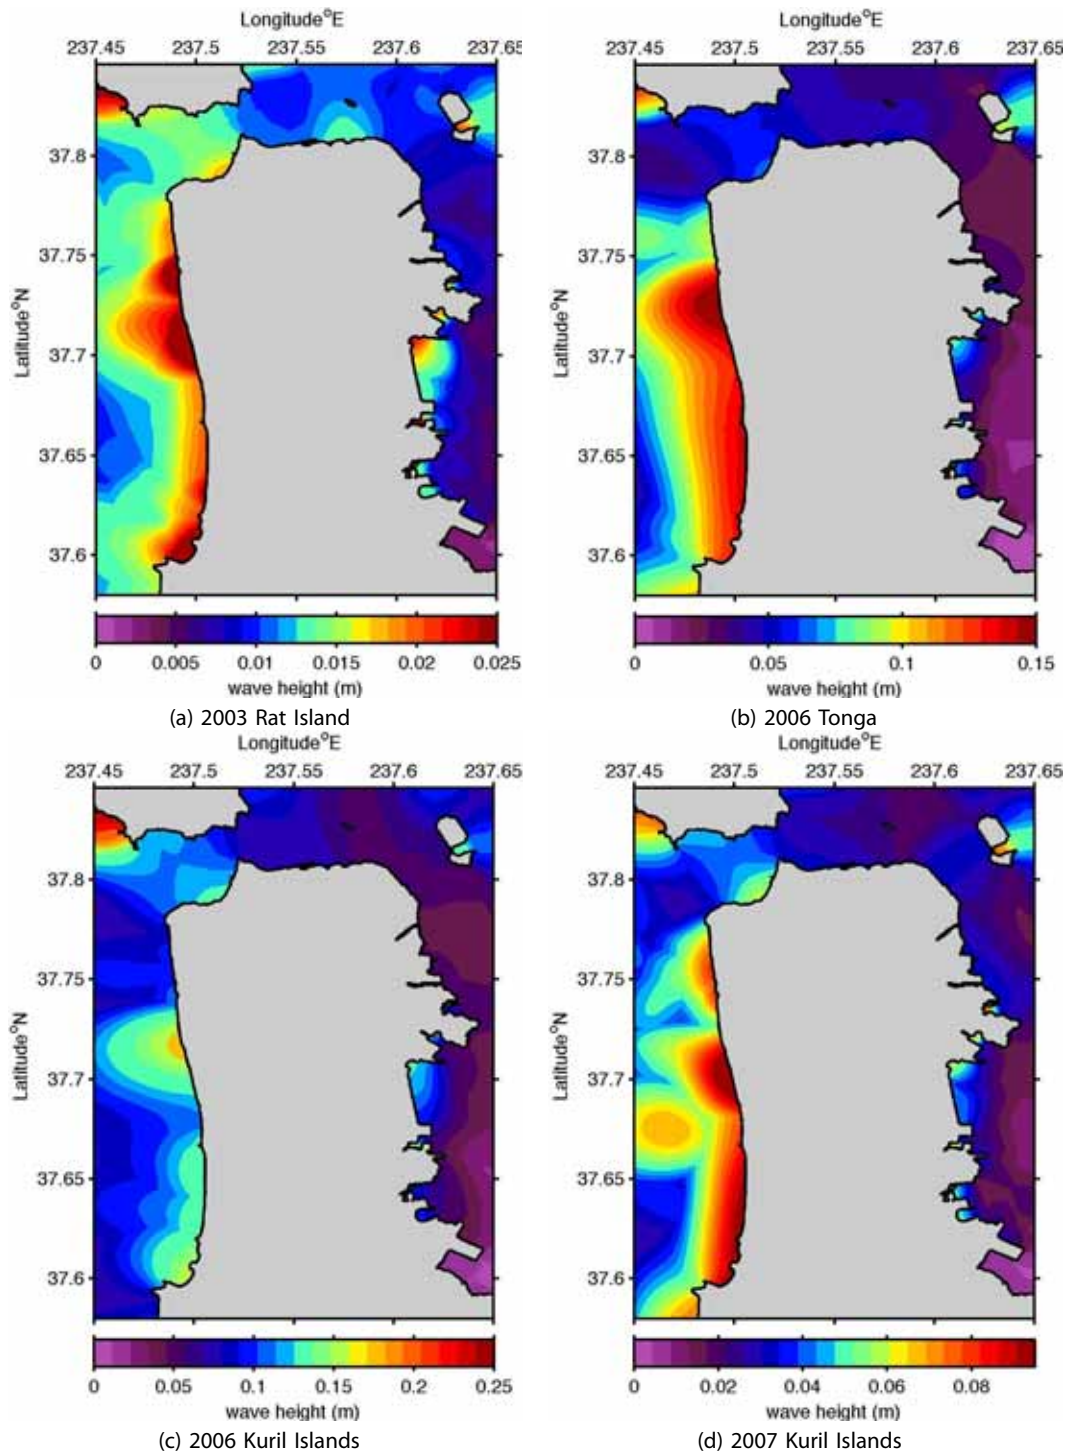 Longitude°E
237.45 237.5 237.55 237.6 237.65
Latitude°N
37.8
37.75
37.7
37.65
37.6
0 0.005 0.01 0.015 0.02 0.025
wave height (m)
(a) 2003 Rat Island
Longitude°E
237.45 237.5 237.55 237.6 237.65
Latitude°N
37.8
37.75
37.7
37.65
37.6
0 0.05 0.1 0.15
wave height (m)
(b) 2006 Tonga
Longitude°E
237.45 237.5 237.55 237.6 237.65
Latitude°N
37.8
37.75
37.7
37.65
37.6
0 0.05 0.1 0.15 0.2 0.25
wave height (m)
(c) 2006 Kuril Islands
Longitude°E
237.45 237.5 237.55 237.6 237.65
Latitude°N
37.8
37.75
37.7
37.65
37.6
0 0.02 0.04 0.06 0.08
wave height (m)
(d) 2007 Kuril Islands